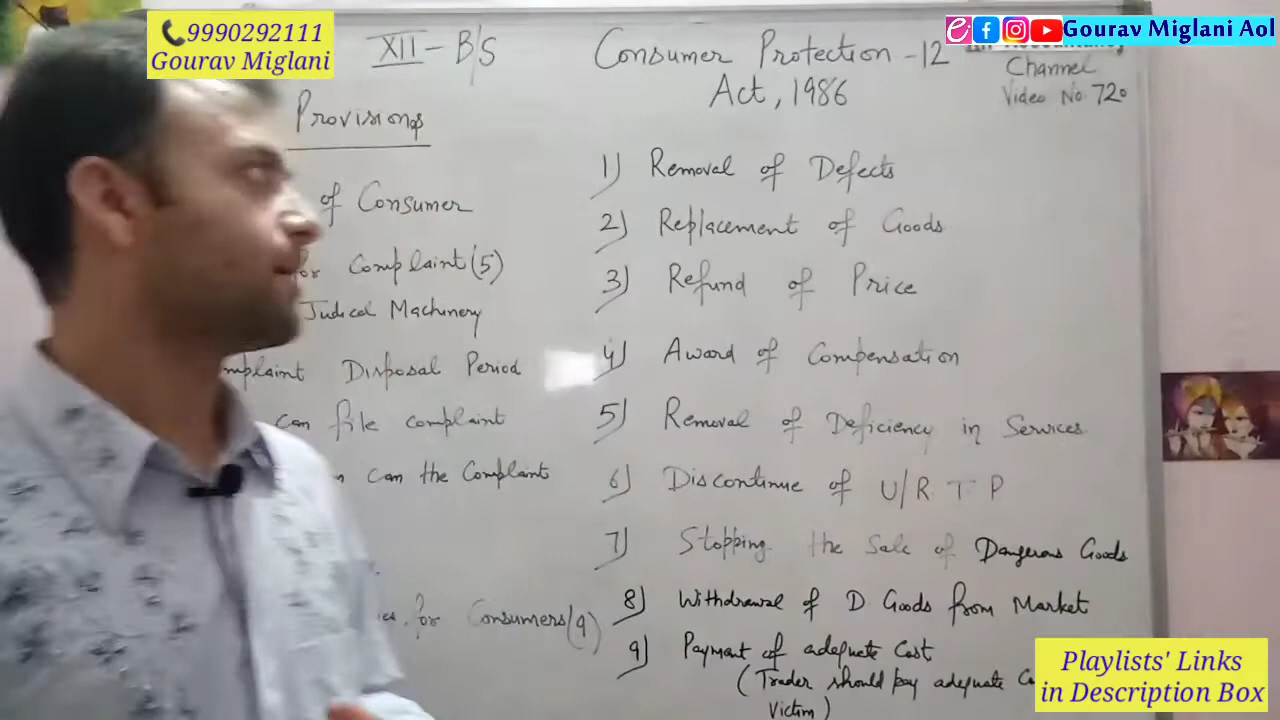 📞9990292111
Gourav Miglani
Gourav Miglani Aol
XII - B/S
Consumer Protection - 12
Act, 1986
Channel
Video No. 720
Provisions
of Consumer
for Complaint (5)
Judical Machinery
Complaint Disposal Period
can file complaint
can the Complant
for Consumers (9)
1) Removal of Defects
2) Replacement of Goods
3) Refund of Price
4) Award of Compensation
5) Removal of Deficiency in Services
6) Discontinue of U/R T P
7) Stopping the Sale of Dangerous Goods
8) Withdrawal of D. Goods from Market
9) Payment of adequate Cost
(Trader should pay adequate
Victim)
Playlists' Links
in Description Box